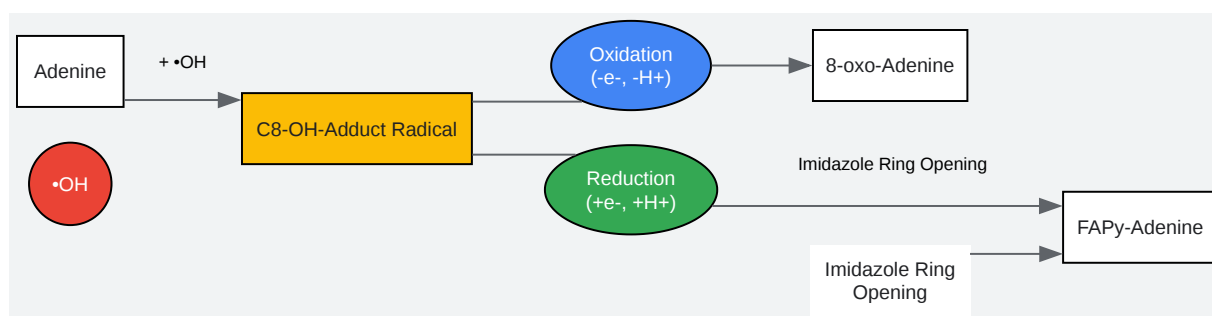 Adenine
+ •OH
•OH
C8-OH-Adduct Radical
Oxidation
(-e-, -H+)
8-oxo-Adenine
Reduction
(+e-, +H+)
Imidazole Ring Opening
FAPy-Adenine
Imidazole Ring
Opening